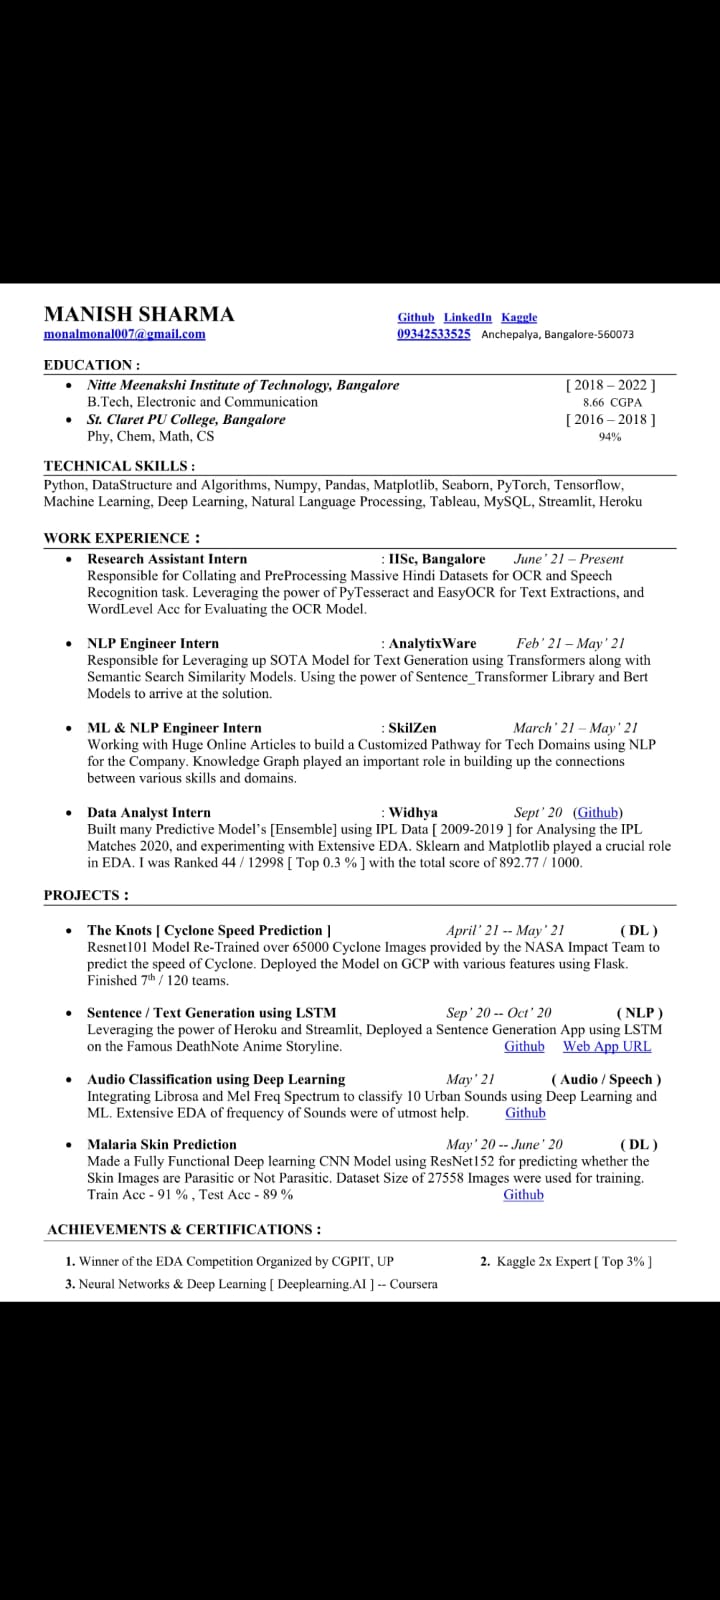 MANISH SHARMA Github LinkedIn Kaggle
monalmonal007@gmail.com 09342533525 Anchepalya, Bangalore-560073
EDUCATION :
• Nitte Meenakshi Institute of Technology, Bangalore [ 2018 – 2022 ]
B.Tech, Electronic and Communication 8.66 CGPA
• St. Claret PU College, Bangalore [ 2016 – 2018 ]
Phy, Chem, Math, CS 94%
TECHNICAL SKILLS :
Python, DataStructure and Algorithms, Numpy, Pandas, Matplotlib, Seaborn, PyTorch, Tensorflow,
Machine Learning, Deep Learning, Natural Language Processing, Tableau, MySQL, Streamlit, Heroku
WORK EXPERIENCE :
• Research Assistant Intern : IISc, Bangalore June’ 21 – Present
Responsible for Collating and PreProcessing Massive Hindi Datasets for OCR and Speech
Recognition task. Leveraging the power of PyTesseract and EasyOCR for Text Extractions, and
WordLevel Acc for Evaluating the OCR Model.
• NLP Engineer Intern : AnalytixWare Feb’ 21 – May’ 21
Responsible for Leveraging up SOTA Model for Text Generation using Transformers along with
Semantic Search Similarity Models. Using the power of Sentence_Transformer Library and Bert
Models to arrive at the solution.
• ML & NLP Engineer Intern : SkilZen March’ 21 – May’ 21
Working with Huge Online Articles to build a Customized Pathway for Tech Domains using NLP
for the Company. Knowledge Graph played an important role in building up the connections
between various skills and domains.
• Data Analyst Intern : Widhya Sept’ 20 (Github)
Built many Predictive Model’s [Ensemble] using IPL Data [ 2009-2019 ] for Analysing the IPL
Matches 2020, and experimenting with Extensive EDA. Sklearn and Matplotlib played a crucial role
in EDA. I was Ranked 44 / 12998 [ Top 0.3 % ] with the total score of 892.77 / 1000.
PROJECTS :
• The Knots [ Cyclone Speed Prediction ] April’ 21 -- May’ 21 ( DL )
Resnet101 Model Re-Trained over 65000 Cyclone Images provided by the NASA Impact Team to
predict the speed of Cyclone. Deployed the Model on GCP with various features using Flask.
Finished 7th / 120 teams.
• Sentence / Text Generation using LSTM Sep’ 20 -- Oct’ 20 ( NLP )
Leveraging the power of Heroku and Streamlit, Deployed a Sentence Generation App using LSTM
on the Famous DeathNote Anime Storyline. Github Web App URL
• Audio Classification using Deep Learning May’ 21 ( Audio / Speech )
Integrating Librosa and Mel Freq Spectrum to classify 10 Urban Sounds using Deep Learning and
ML. Extensive EDA of frequency of Sounds were of utmost help. Github
• Malaria Skin Prediction May’ 20 -- June’ 20 ( DL )
Made a Fully Functional Deep learning CNN Model using ResNet152 for predicting whether the
Skin Images are Parasitic or Not Parasitic. Dataset Size of 27558 Images were used for training.
Train Acc - 91 % , Test Acc - 89 % Github
ACHIEVEMENTS & CERTIFICATIONS :
1. Winner of the EDA Competition Organized by CGPIT, UP 2. Kaggle 2x Expert [ Top 3% ]
3. Neural Networks & Deep Learning [ Deeplearning.AI ] -- Coursera